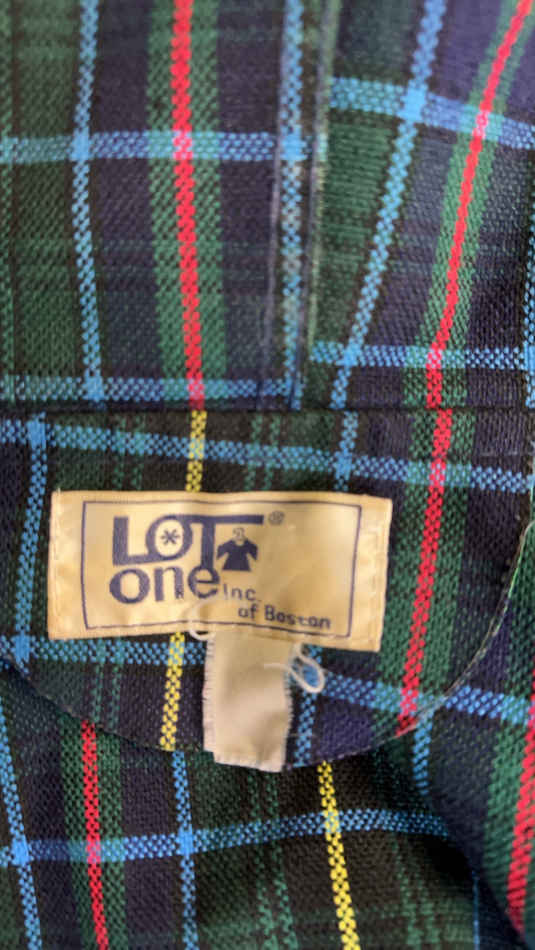 LOT ®
one Inc.
of Boston